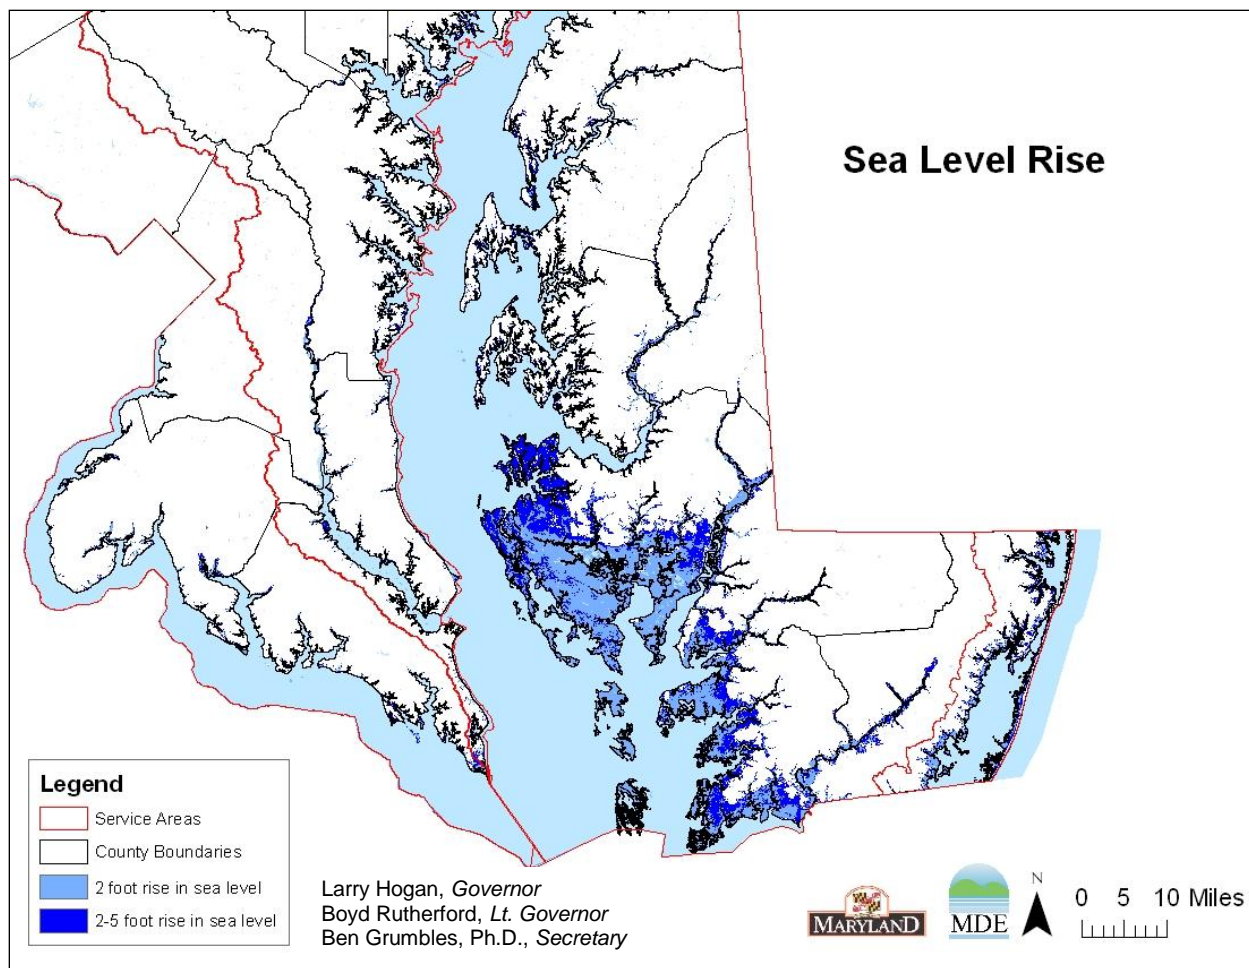 Sea Level Rise
Legend
Service Areas
County Boundaries
2 foot rise in sea level
2-5 foot rise in sea level
Larry Hogan, Governor
Boyd Rutherford, Lt. Governor
Ben Grumbles, Ph.D., Secretary
MARYLAND
MDE
N
0 5 10 Miles